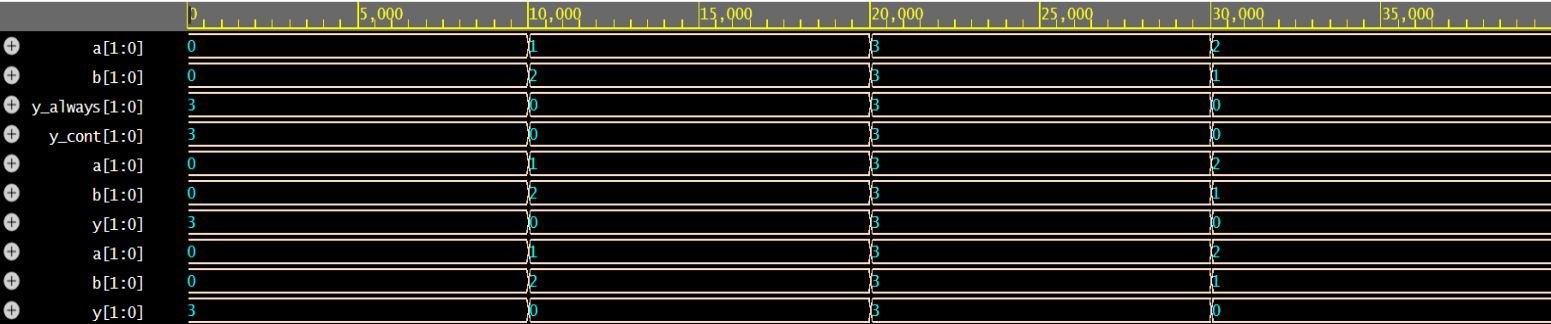 0 5,000 10,000 15,000 20,000 25,000 30,000 35,000
a[1:0] 0 1 3 2
b[1:0] 0 2 3 1
y_always[1:0] 3 0 3 0
y_cont[1:0] 3 0 3 0
a[1:0] 0 1 3 2
b[1:0] 0 2 3 1
y[1:0] 3 0 3 0
a[1:0] 0 1 3 2
b[1:0] 0 2 3 1
y[1:0] 3 0 3 0